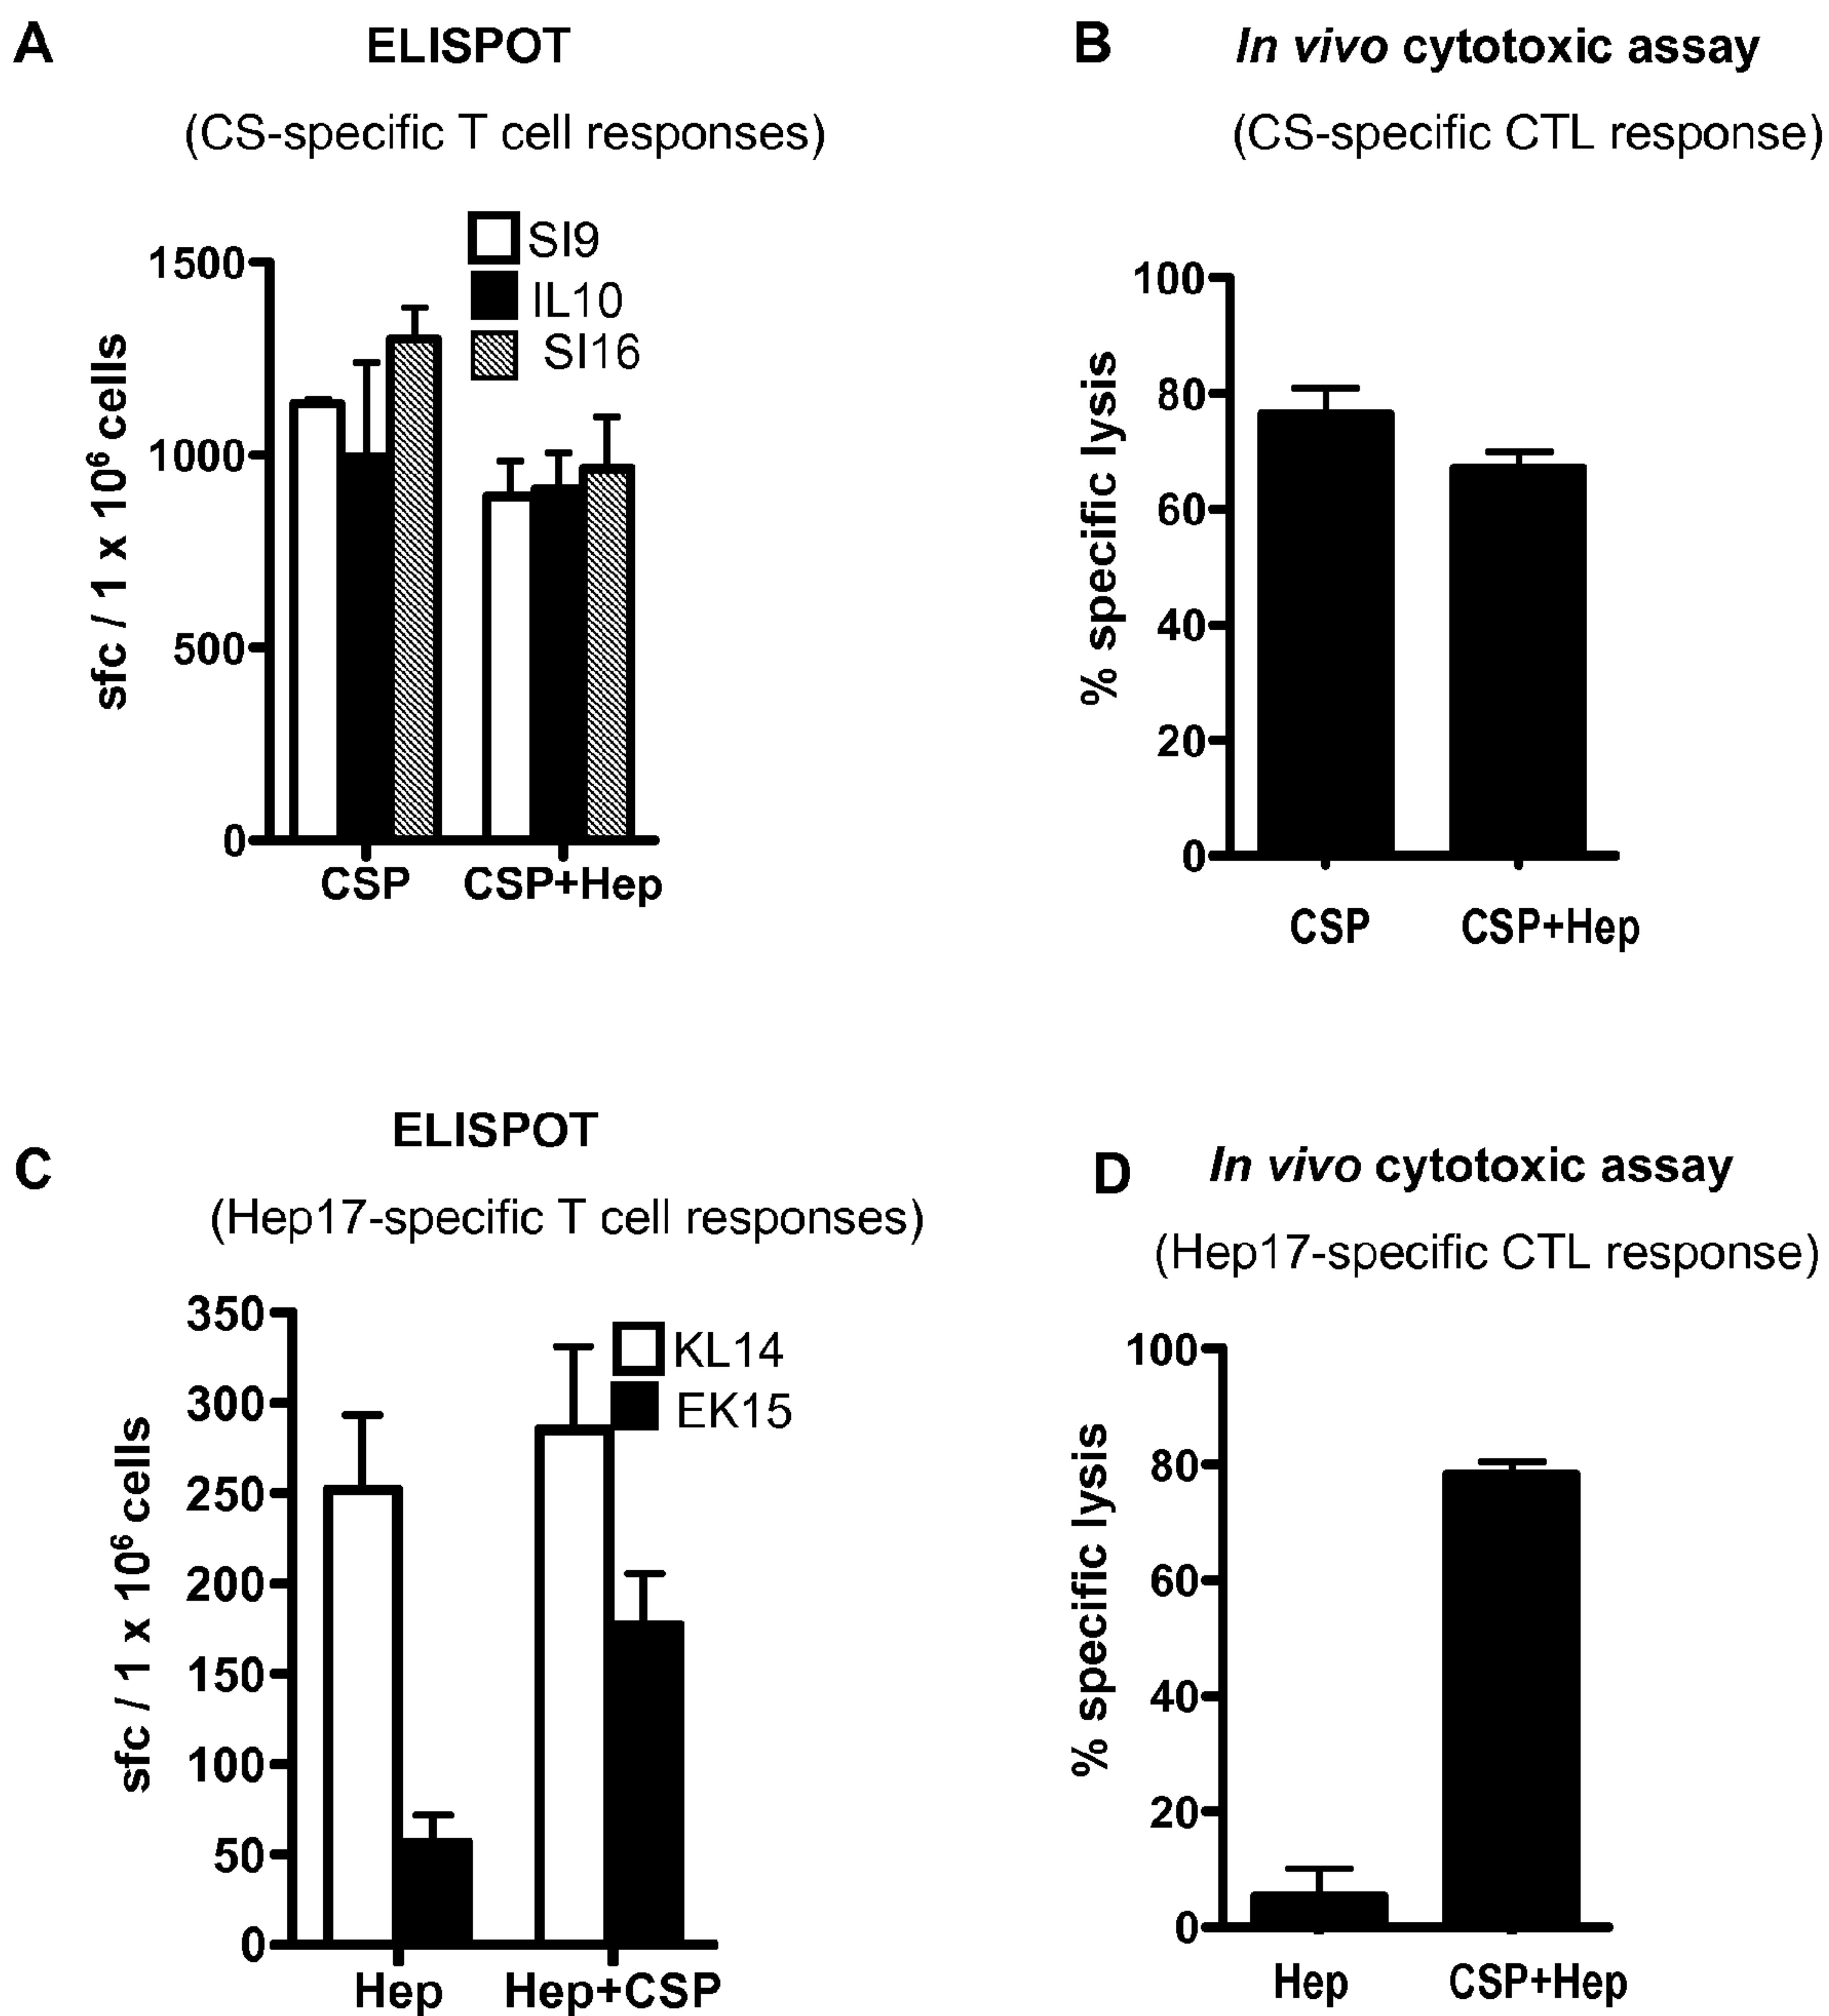 A
ELISPOT
(CS-specific T cell responses)
SI9
IL10
SI16
1500
1000
500
0
sfc / 1 x 10⁶ cells
CSP
CSP+Hep
B
In vivo cytotoxic assay
(CS-specific CTL response)
100
80
60
40
20
0
% specific lysis
CSP
CSP+Hep
C
ELISPOT
(Hep17-specific T cell responses)
KL14
EK15
350
300
250
200
150
100
50
0
sfc / 1 x 10⁶ cells
Hep
Hep+CSP
D
In vivo cytotoxic assay
(Hep17-specific CTL response)
100
80
60
40
20
0
% specific lysis
Hep
CSP+Hep